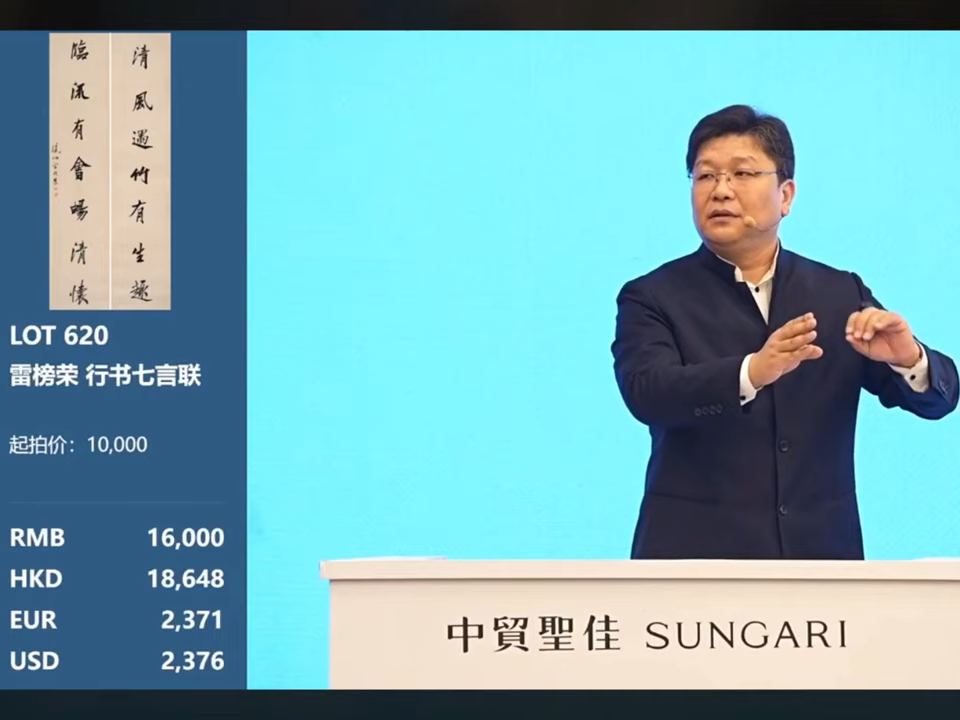 清風遇竹有生趣
臨流有會暢清懷
LOT 620
雷榜荣 行书七言联
起拍价：10,000
RMB 16,000
HKD 18,648
EUR 2,371
USD 2,376
中貿聖佳 SUNGARI